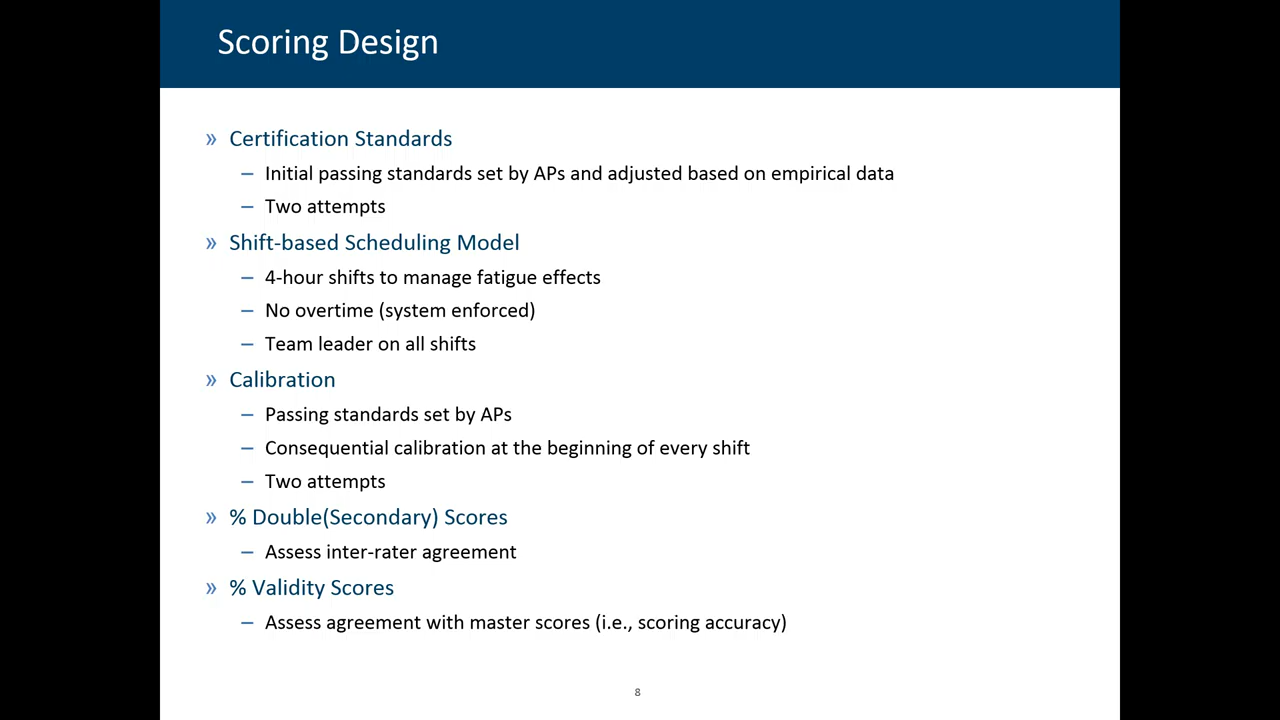 Scoring Design
» Certification Standards
– Initial passing standards set by APs and adjusted based on empirical data
– Two attempts
» Shift-based Scheduling Model
– 4-hour shifts to manage fatigue effects
– No overtime (system enforced)
– Team leader on all shifts
» Calibration
– Passing standards set by APs
– Consequential calibration at the beginning of every shift
– Two attempts
» % Double(Secondary) Scores
– Assess inter-rater agreement
» % Validity Scores
– Assess agreement with master scores (i.e., scoring accuracy)
8